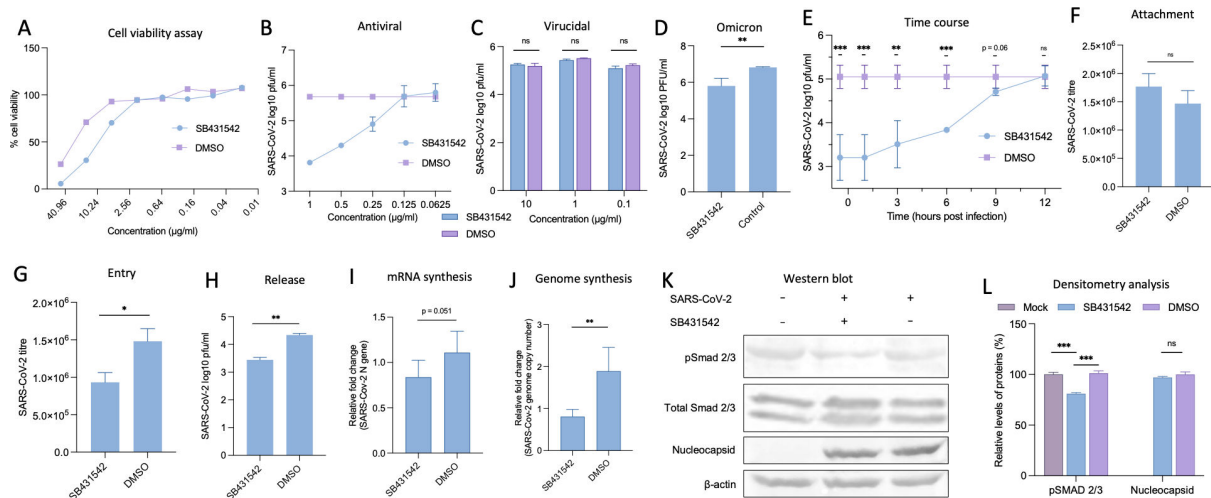 A
Cell viability assay
% cell viability
150
100
50
0
SB431542
DMSO
40.96
10.24
2.56
0.64
0.16
0.04
0.01
Concentration (µg/ml)
B
Antiviral
SARS-CoV-2 log10 pfu/ml
7
6
5
4
3
SB431542
DMSO
1
0.5
0.25
0.125
0.0625
Concentration (µg/ml)
C
Virucidal
SARS-CoV-2 log10 pfu/ml
6
5
4
3
2
1
0
ns
ns
ns
10
1
0.1
Concentration (µg/ml)
SB431542
DMSO
D
Omicron
SARS-CoV-2 log10 PFU/ml
8
6
4
2
0
**
SB431542
Control
E
Time course
SARS-CoV-2 log10 pfu/ml
6
5
4
3
***
***
**
***
p = 0.06
ns
SB431542
DMSO
0
3
6
9
12
Time (hours post infection)
F
Attachment
SARS-CoV-2 titre
2.5×10⁶
2.0×10⁶
1.5×10⁶
1.0×10⁶
5.0×10⁵
0.0
ns
SB431542
DMSO
G
Entry
SARS-CoV-2 titre
2.0×10⁶
1.5×10⁶
1.0×10⁶
5.0×10⁵
0.0
*
SB431542
DMSO
H
Release
SARS-CoV-2 log10 pfu/ml
5
4
3
2
1
0
**
SB431542
DMSO
I
mRNA synthesis
Relative fold change
(SARS-Cov-2 N gene)
2.0
1.5
1.0
0.5
0.0
p = 0.051
SB431542
DMSO
J
Genome synthesis
Relative fold change
(SARS-Cov-2 genome copy number)
3
2
1
0
**
SB431542
DMSO
K
Western blot
SARS-CoV-2 – + +
SB431542 – + –
pSmad 2/3
Total Smad 2/3
Nucleocapsid
β-actin
L
Densitometry analysis
Mock SB431542 DMSO
Relative levels of proteins (%)
150
100
50
0
***
***
ns
pSMAD 2/3
Nucleocapsid